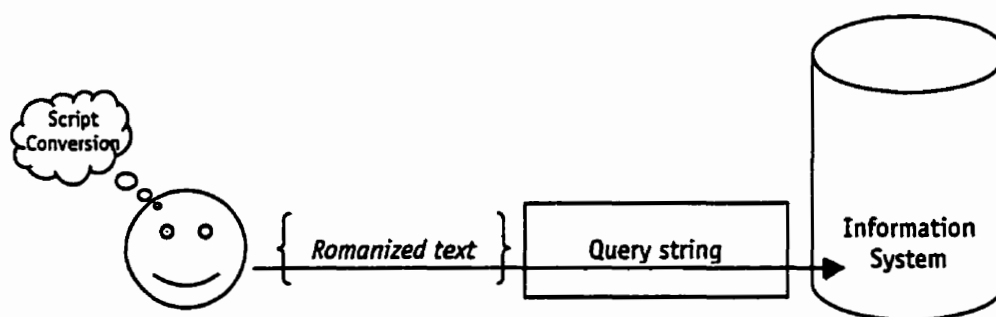 Script
Conversion
{ Romanized text }
Query string
Information
System